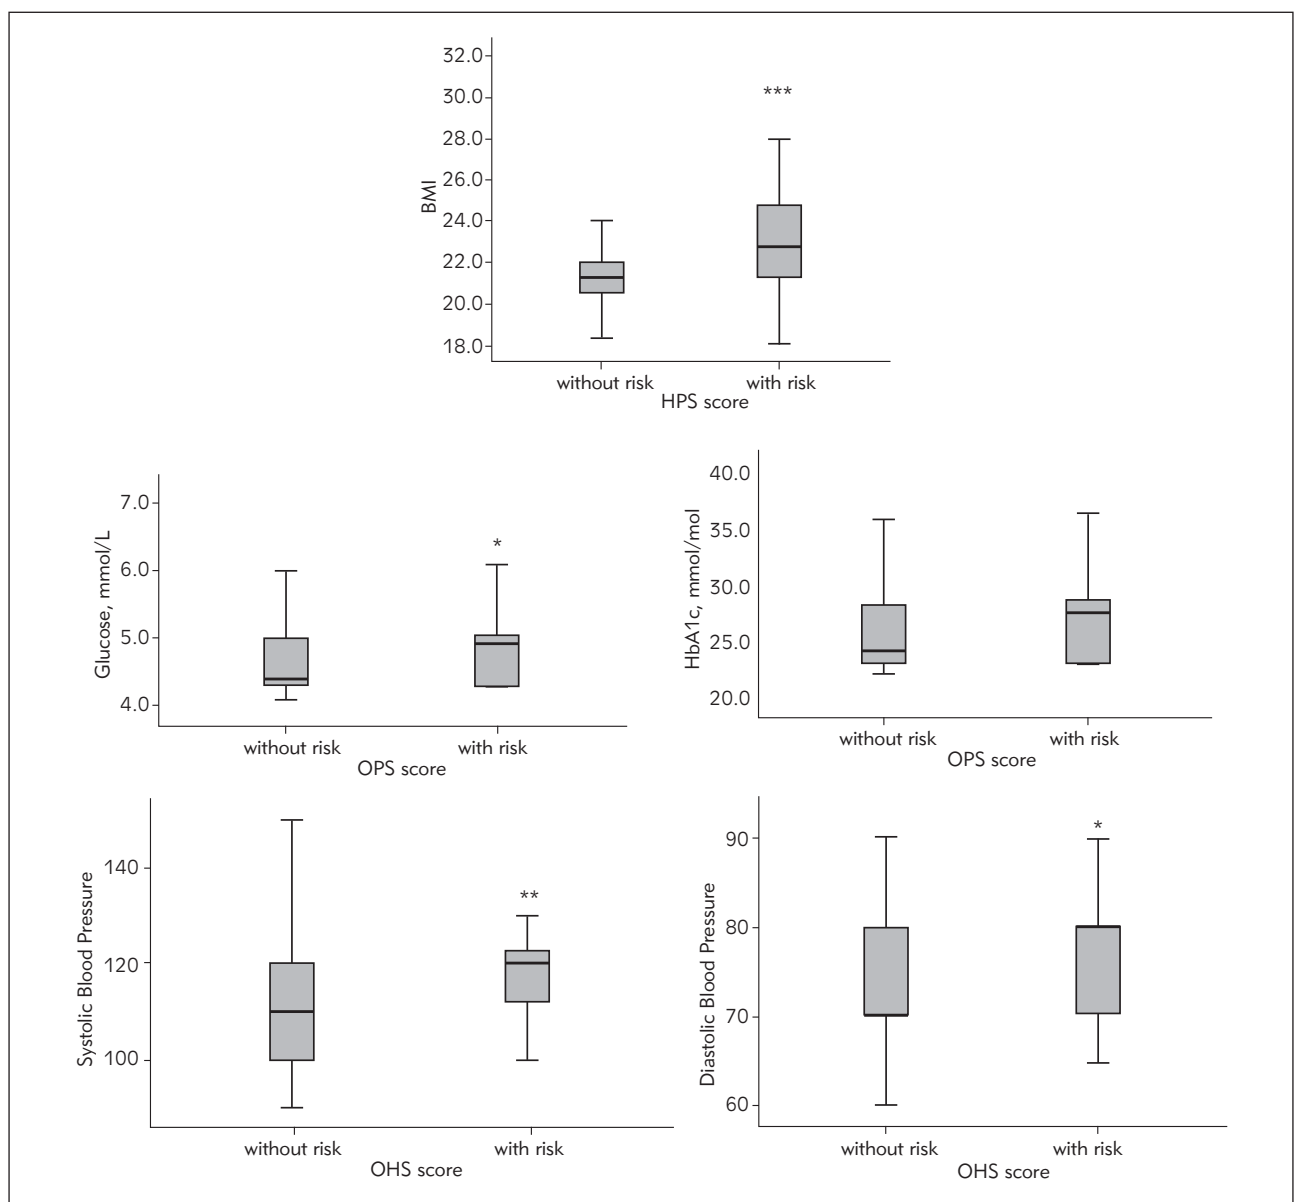 32.0
30.0
***
28.0
26.0
BMI
24.0
22.0
20.0
18.0
without risk with risk
HPS score
7.0
*
Glucose, mmol/L
6.0
5.0
4.0
without risk with risk
OPS score
40.0
35.0
HbA1c, mmol/mol
30.0
25.0
20.0
without risk with risk
OPS score
140
**
Systolic Blood Pressure
120
100
without risk with risk
OHS score
*
90
80
Diastolic Blood Pressure
70
60
without risk with risk
OHS score